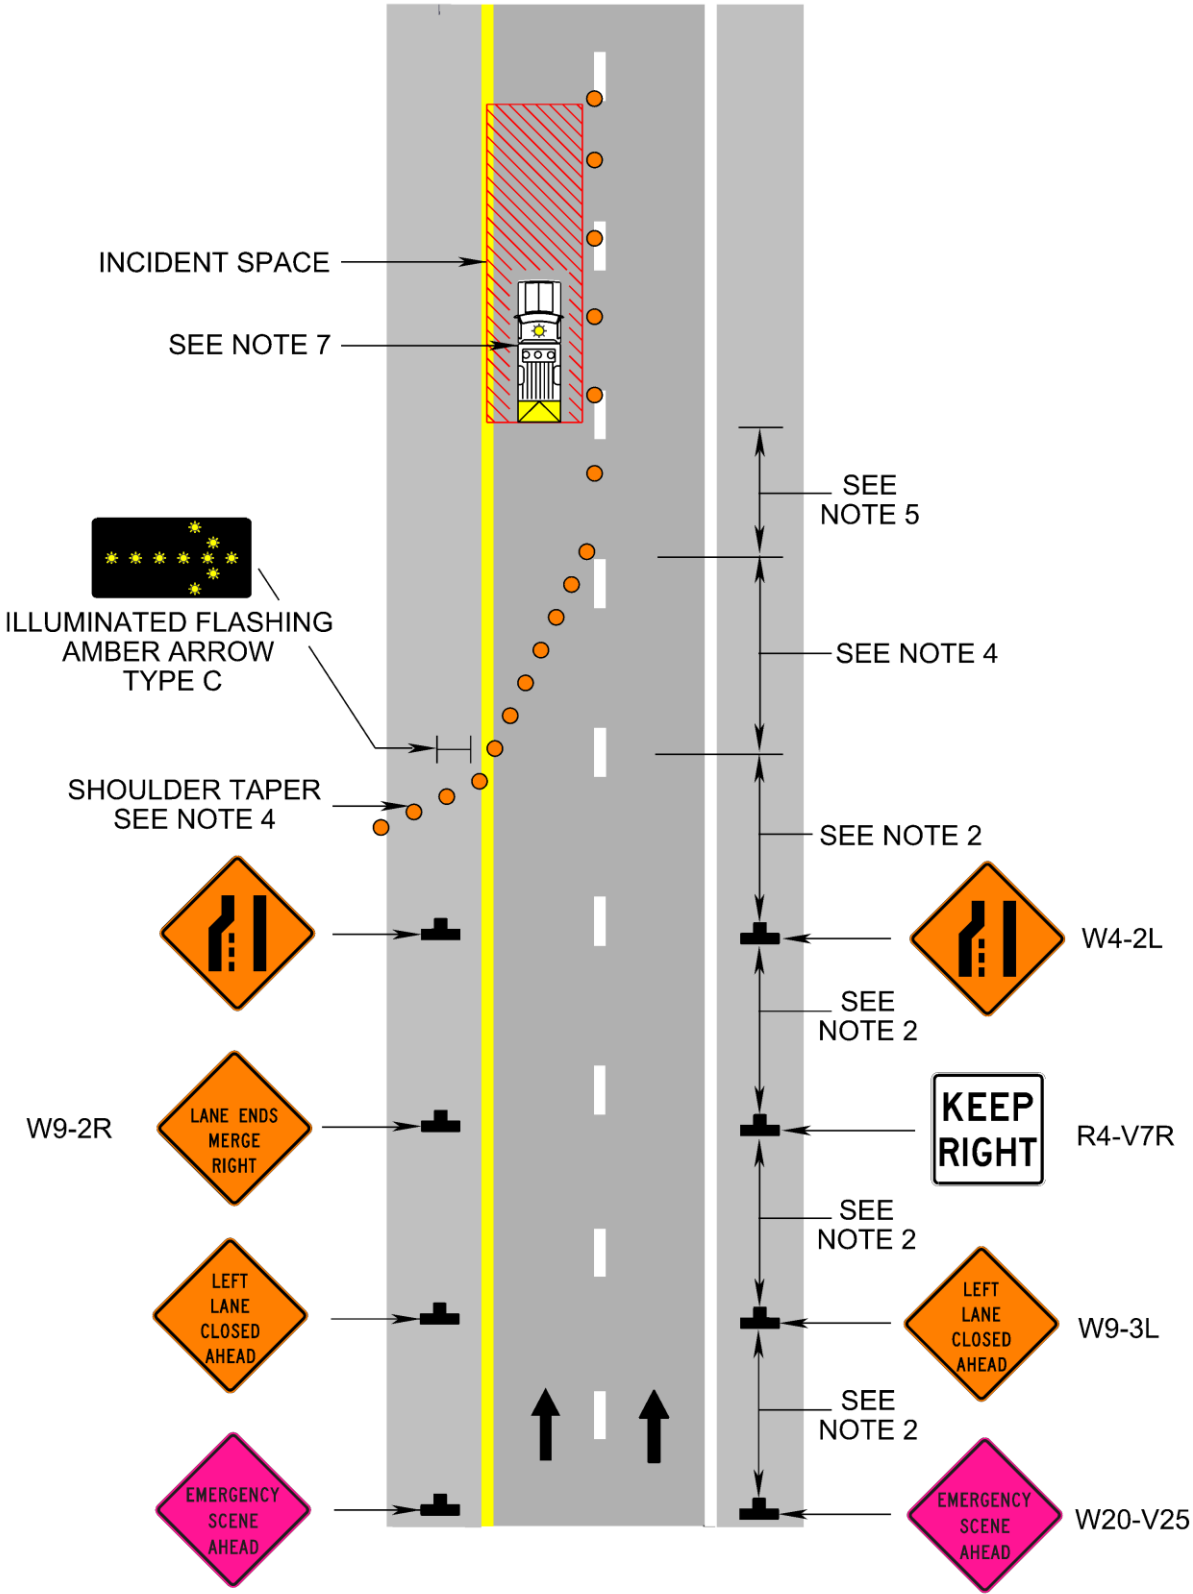 INCIDENT SPACE
SEE NOTE 7
SEE
NOTE 5
ILLUMINATED FLASHING
AMBER ARROW
TYPE C
SEE NOTE 4
SHOULDER TAPER
SEE NOTE 4
SEE NOTE 2
W4-2L
SEE
NOTE 2
W9-2R
LANE ENDS
MERGE
RIGHT
KEEP
RIGHT
R4-V7R
SEE
NOTE 2
LEFT
LANE
CLOSED
AHEAD
LEFT
LANE
CLOSED
AHEAD
W9-3L
SEE
NOTE 2
EMERGENCY
SCENE
AHEAD
EMERGENCY
SCENE
AHEAD
W20-V25